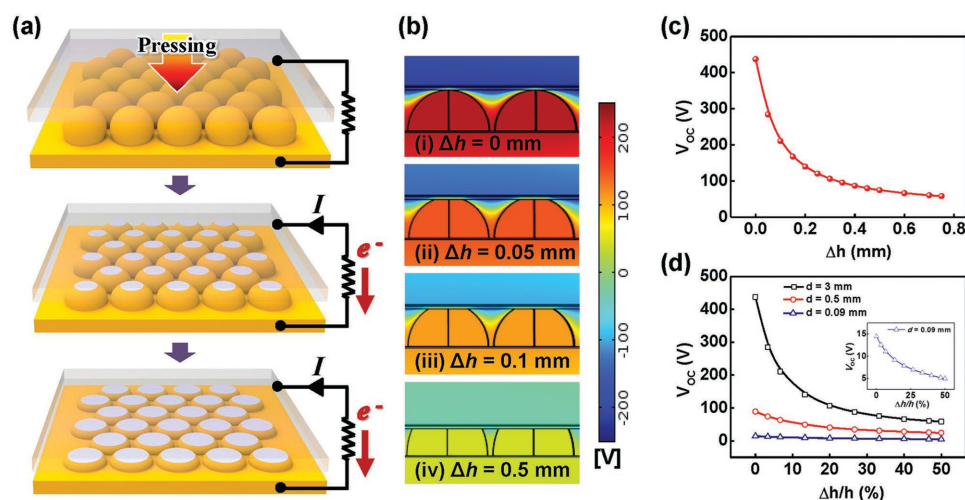 (a)
Pressing
I
e -
I
e -
(b)
(i) Δh = 0 mm
(ii) Δh = 0.05 mm
(iii) Δh = 0.1 mm
(iv) Δh = 0.5 mm
200
100
0
-100
-200
[V]
(c)
500
400
300
200
100
0
VOC (V)
0.0 0.2 0.4 0.6 0.8
Δh (mm)
(d)
500
400
300
200
100
0
VOC (V)
d = 3 mm
d = 0.5 mm
d = 0.09 mm
d = 0.09 mm
15
10
5
VOC (V)
0 25 50
Δh/h (%)
0 10 20 30 40 50
Δh/h (%)